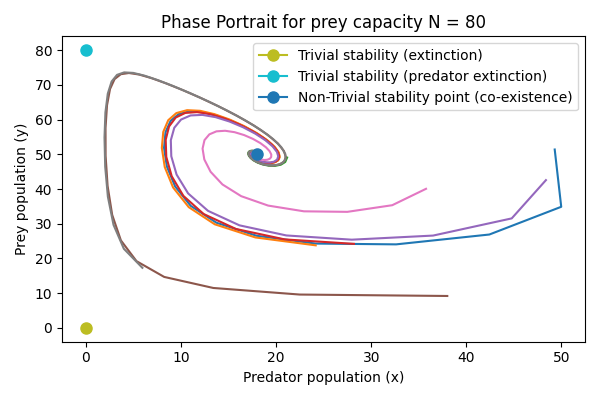 Phase Portrait for prey capacity N = 80
Trivial stability (extinction)
Trivial stability (predator extinction)
Non-Trivial stability point (co-existence)
Prey population (y)
80
70
60
50
40
30
20
10
0
0 10 20 30 40 50
Predator population (x)